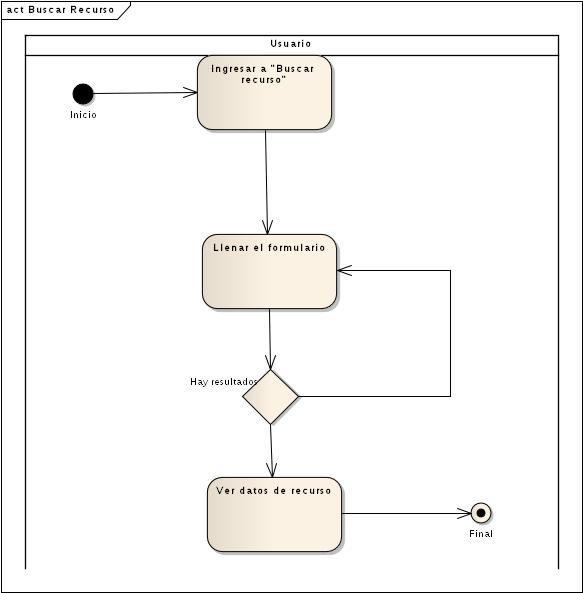 act Buscar Recurso
Usuario
Ingresar a "Buscar
recurso"
Inicio
Llenar el formulario
Hay resultados
Ver datos de recurso
Final